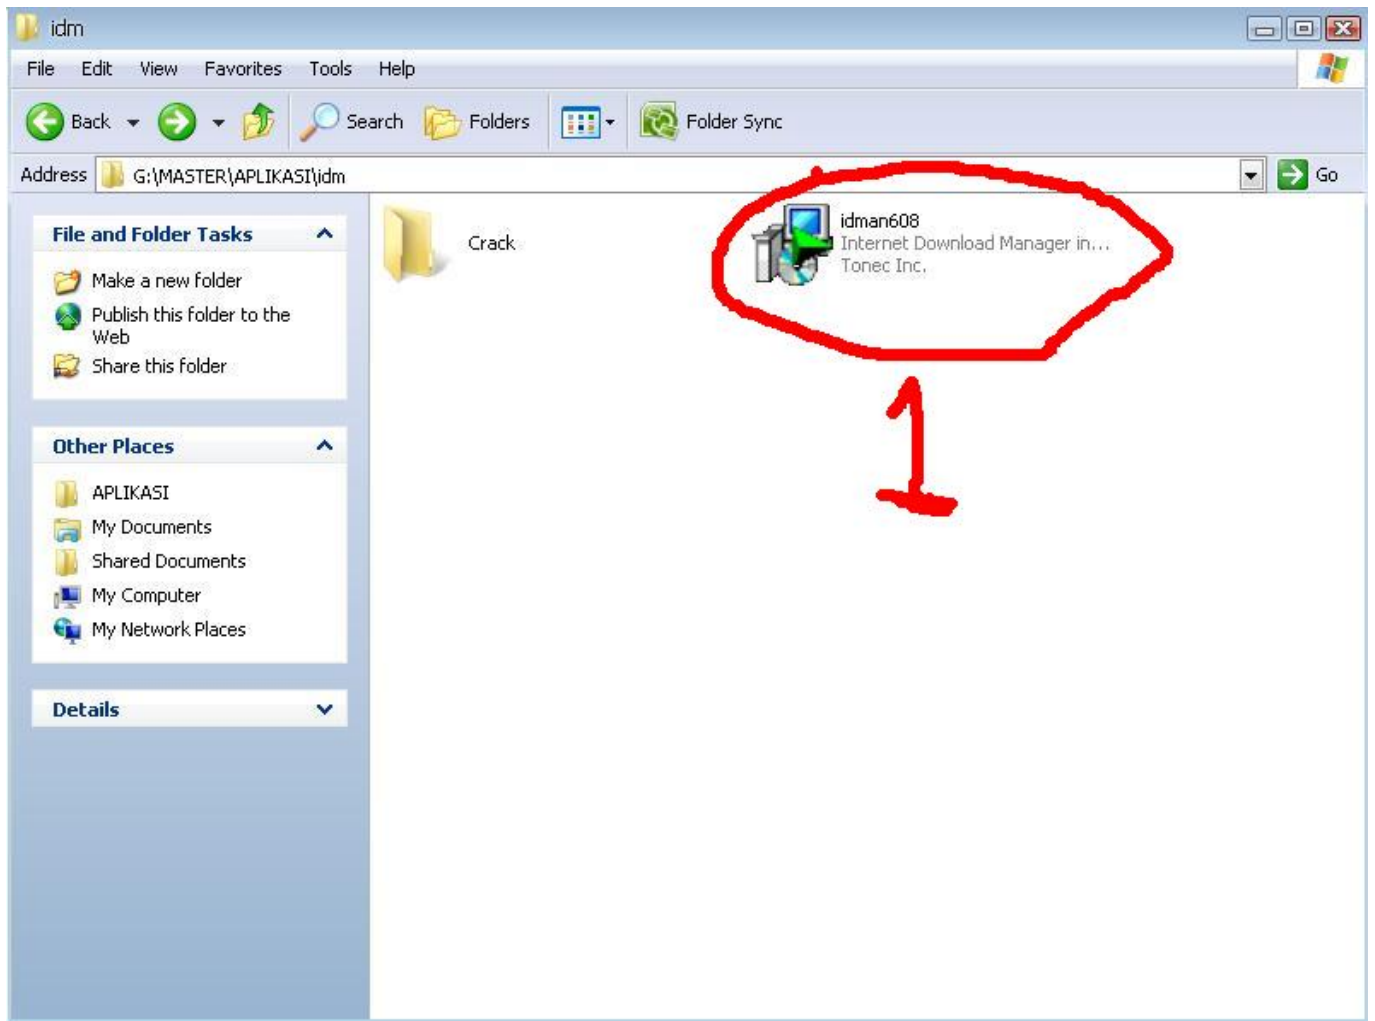 idm
File Edit View Favorites Tools Help
Back Search Folders Folder Sync
Address G:\MASTER\APLIKASI\idm Go
File and Folder Tasks
Make a new folder
Publish this folder to the
Web
Share this folder
Other Places
APLIKASI
My Documents
Shared Documents
My Computer
My Network Places
Details
Crack
idman608
Internet Download Manager in...
Tonec Inc.
1